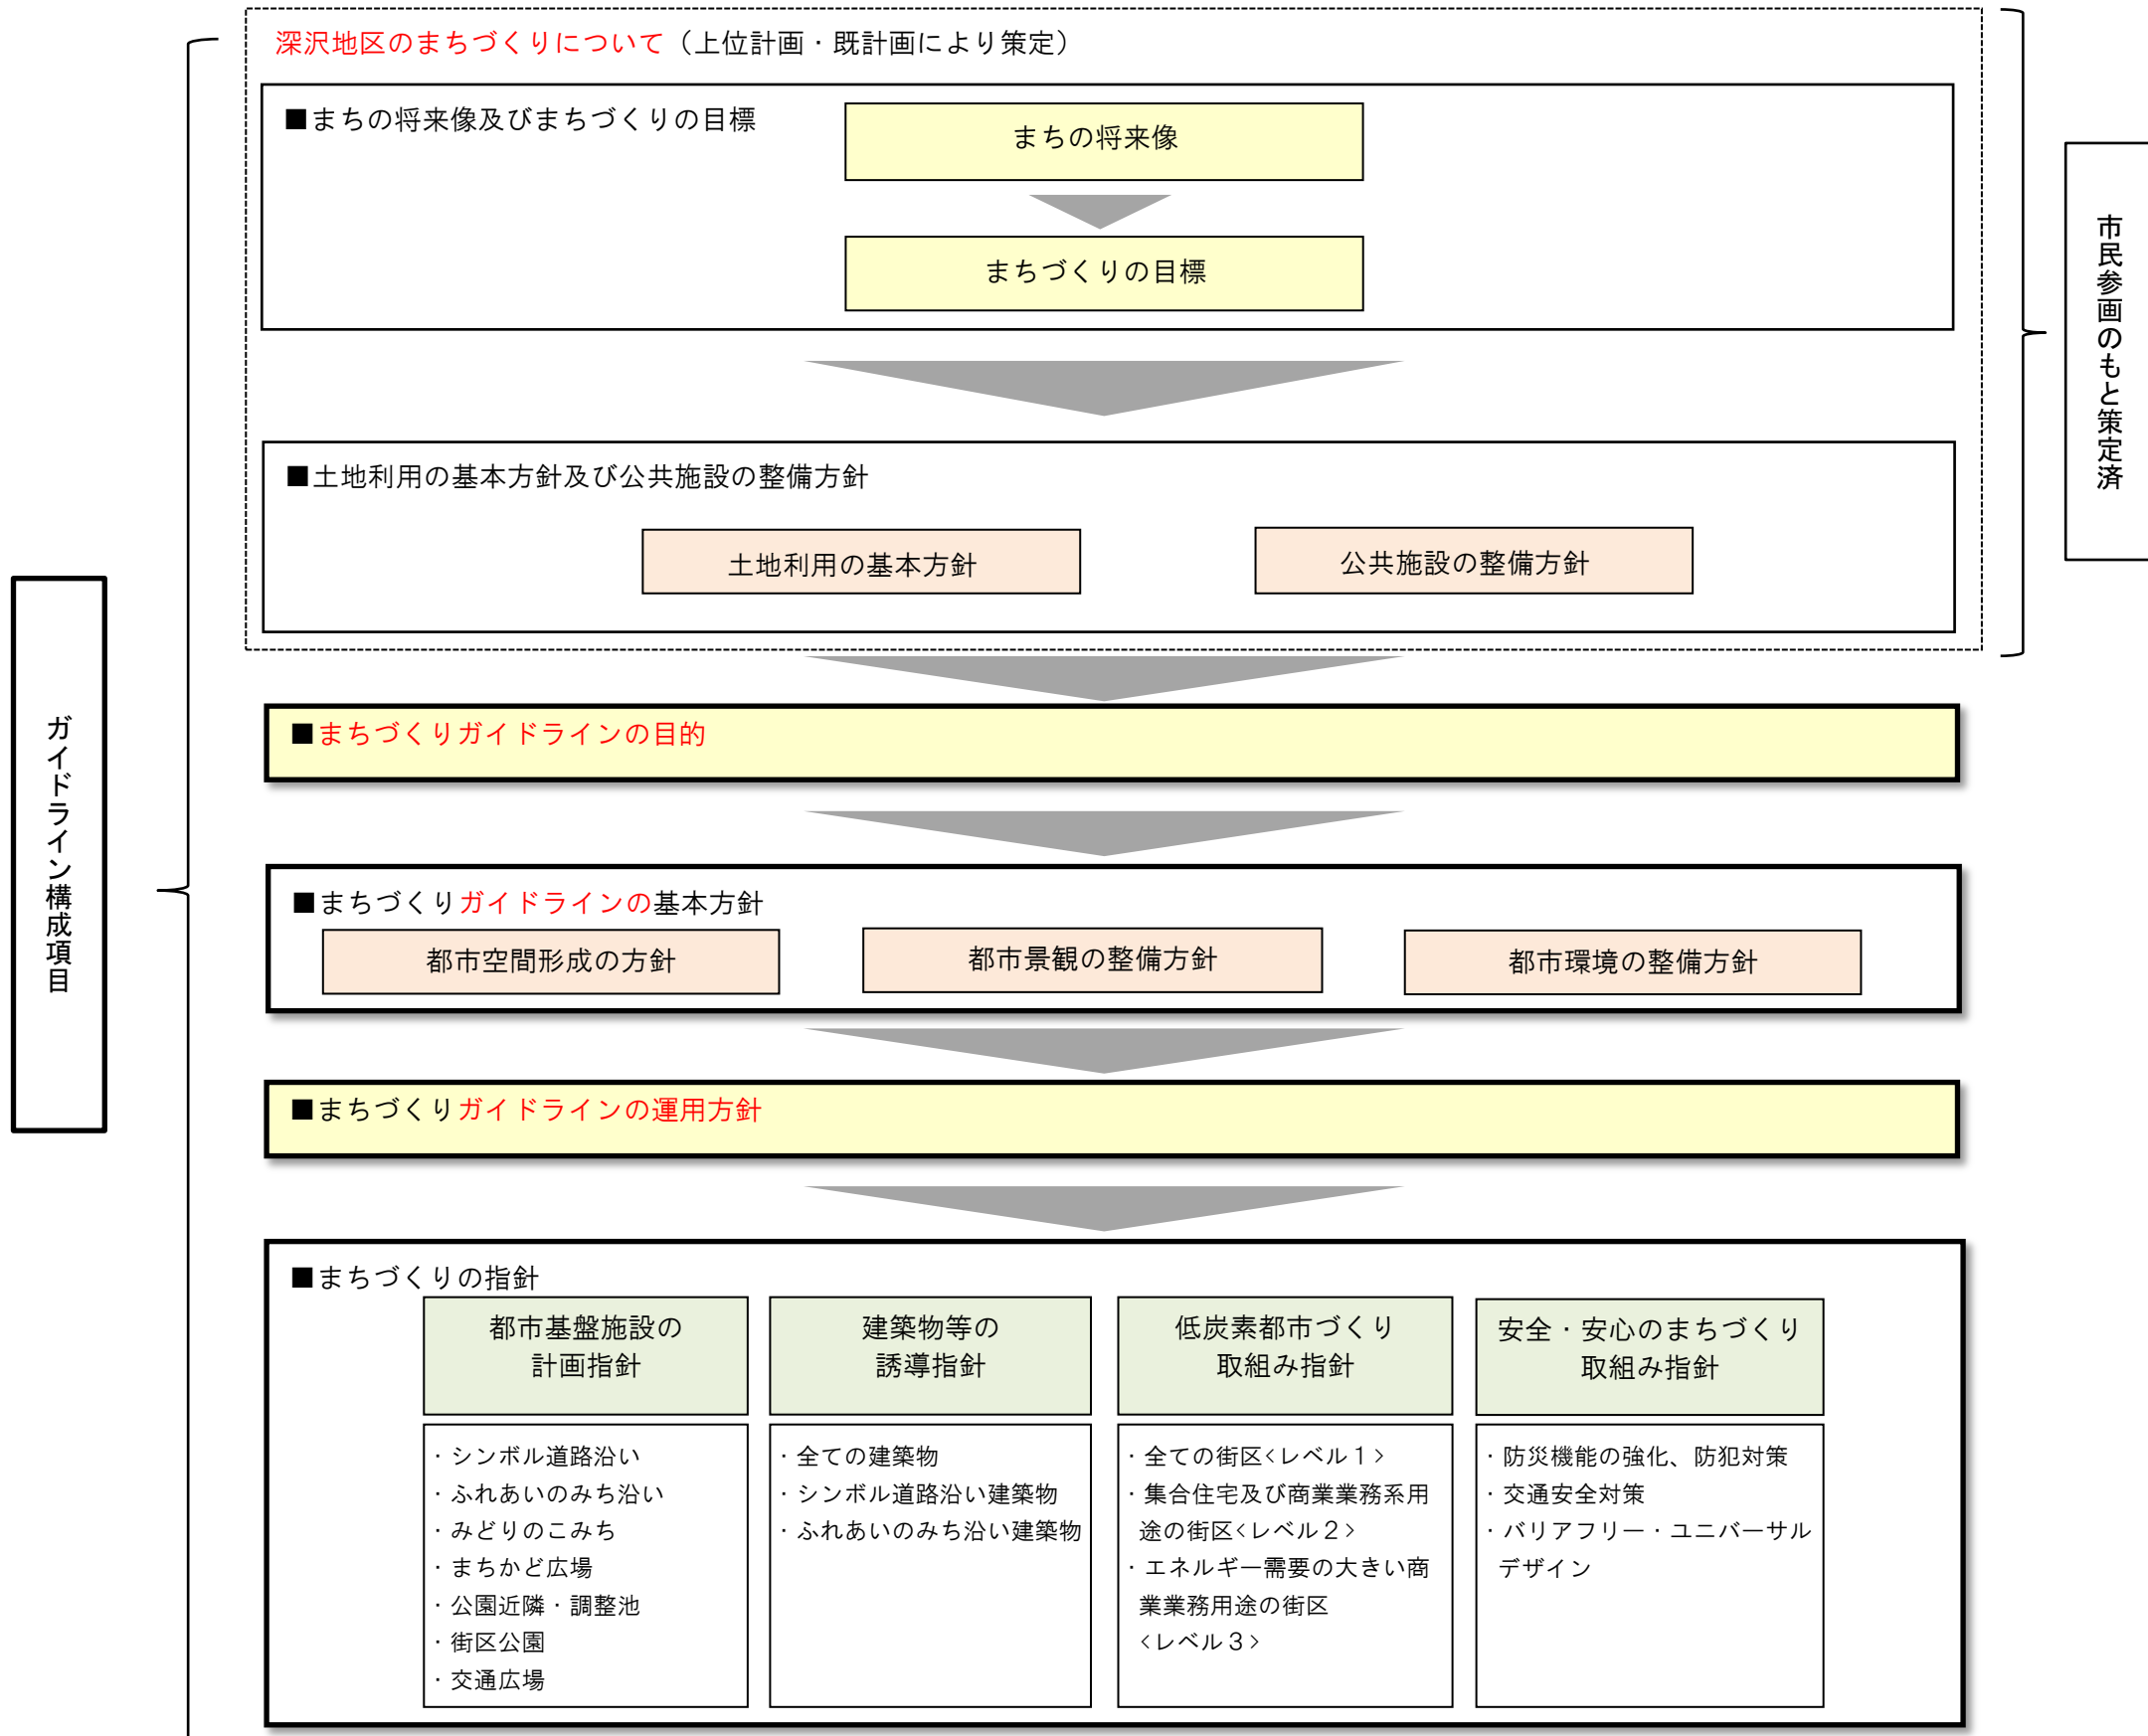 深沢地区のまちづくりについて（上位計画・既計画により策定）
■まちの将来像及びまちづくりの目標
まちの将来像
まちづくりの目標
■土地利用の基本方針及び公共施設の整備方針
土地利用の基本方針
公共施設の整備方針
市民参画のもと策定済
ガイドライン構成項目
■まちづくりガイドラインの目的
■まちづくりガイドラインの基本方針
都市空間形成の方針
都市景観の整備方針
都市環境の整備方針
■まちづくりガイドラインの運用方針
■まちづくりの指針
都市基盤施設の
計画指針
・シンボル道路沿い
・ふれあいのみち沿い
・みどりのこみち
・まちかど広場
・公園近隣・調整池
・街区公園
・交通広場
建築物等の
誘導指針
・全ての建築物
・シンボル道路沿い建築物
・ふれあいのみち沿い建築物
低炭素都市づくり
取組み指針
・全ての街区<レベル１>
・集合住宅及び商業業務系用
途の街区<レベル２>
・エネルギー需要の大きい商
業業務用途の街区
<レベル３>
安全・安心のまちづくり
取組み指針
・防災機能の強化、防犯対策
・交通安全対策
・バリアフリー・ユニバーサル
デザイン